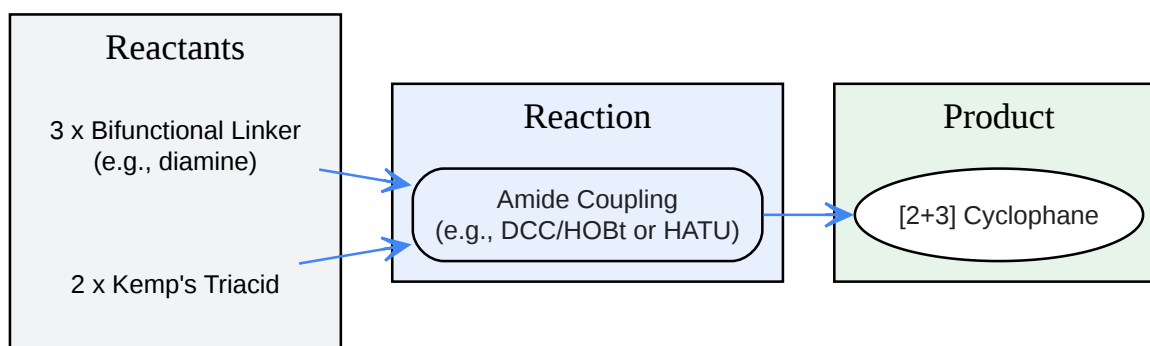 Reactants
3 x Bifunctional Linker
(e.g., diamine)
2 x Kemp's Triacid
Reaction
Amide Coupling
(e.g., DCC/HOBt or HATU)
Product
[2+3] Cyclophane